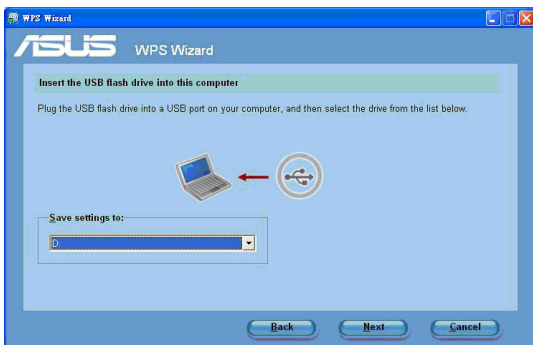 WPS Wizard
ASUS WPS Wizard
Insert the USB flash drive into this computer
Plug the USB flash drive into a USB port on your computer, and then select the drive from the list below.
Save settings to:
D:
Back Next Cancel